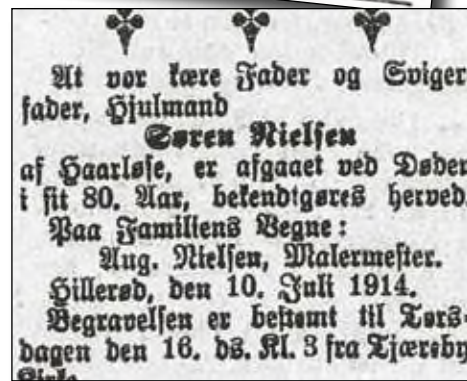 At vor kære Fader og Sviger
fader, Hjulmand
Søren Nielsen
af Haarløse, er afgaaet ved Døden
i sit 80. Aar, bekendtgøres herved.
Paa Familiens Vegne:
Aug. Nielsen, Malermester.
Hillerød, den 10. Juli 1914.
Begravelsen er bestemt til Tors-
dagen den 16. ds. Kl. 3 fra Tjæreby
Kirke